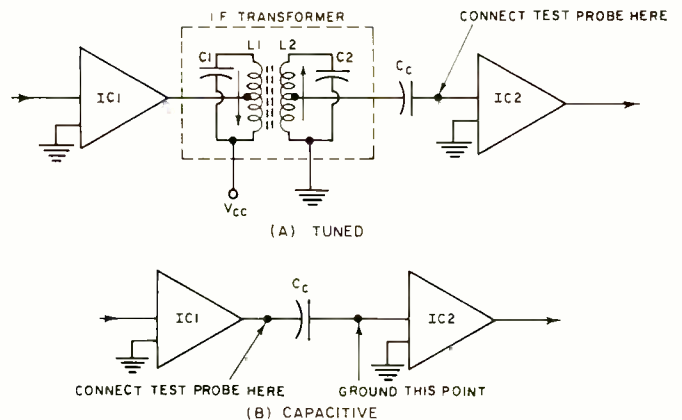 I F TRANSFORMER
CONNECT TEST PROBE HERE
C1 L1 L2 C2 Cc
IC1 IC2
Vcc
(A) TUNED
Cc
IC1 IC2
CONNECT TEST PROBE HERE GROUND THIS POINT
(B) CAPACITIVE